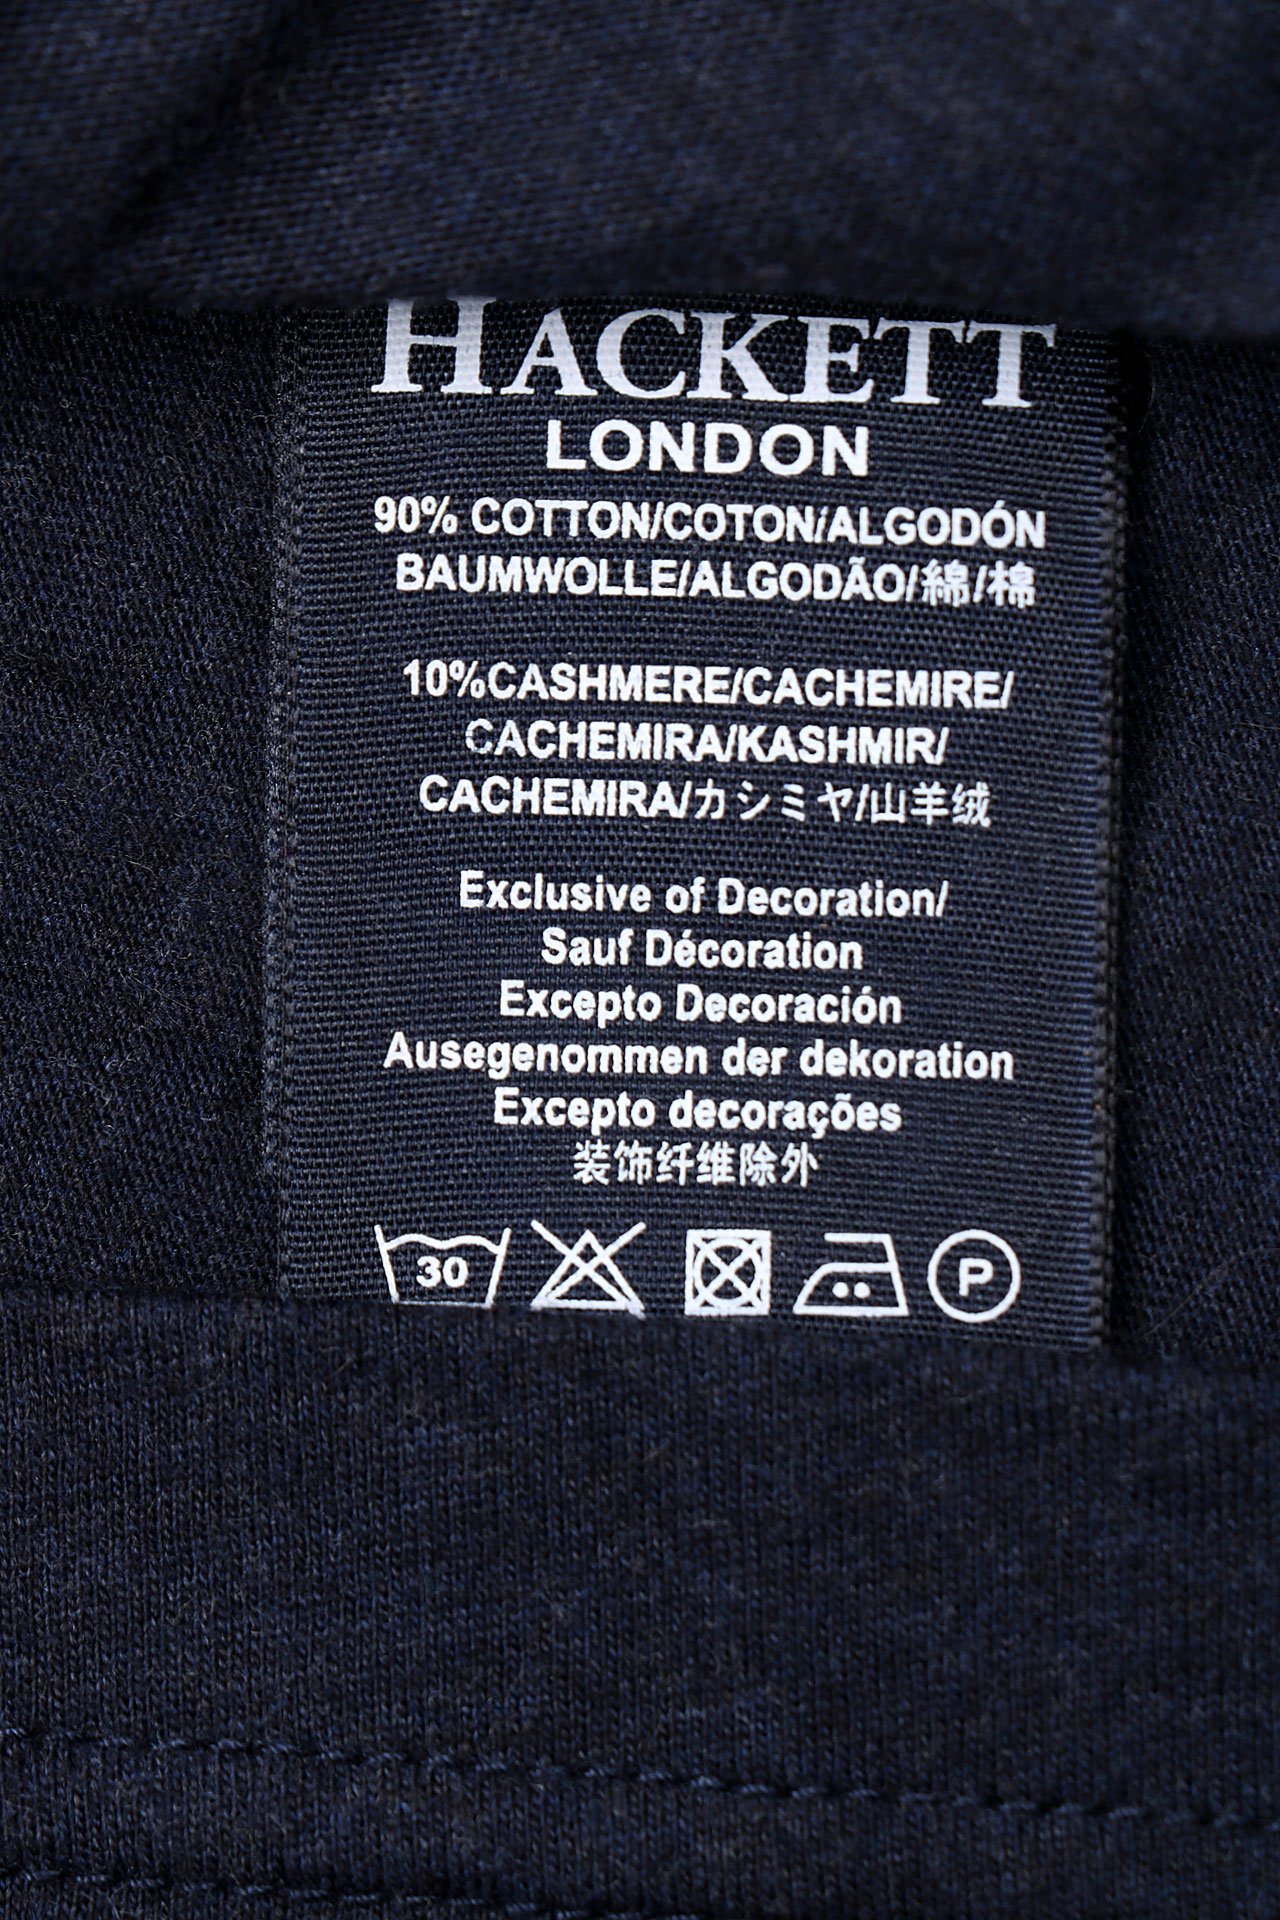 HACKETT
LONDON
90% COTTON/COTON/ALGODÓN
BAUMWOLLE/ALGODÃO/綿/棉
10%CASHMERE/CACHEMIRE/
CACHEMIRA/KASHMIR/
CACHEMIRA/カシミヤ/山羊绒
Exclusive of Decoration/
Sauf Décoration
Excepto Decoración
Ausegenommen der dekoration
Excepto decorações
装饰纤维除外
30
P